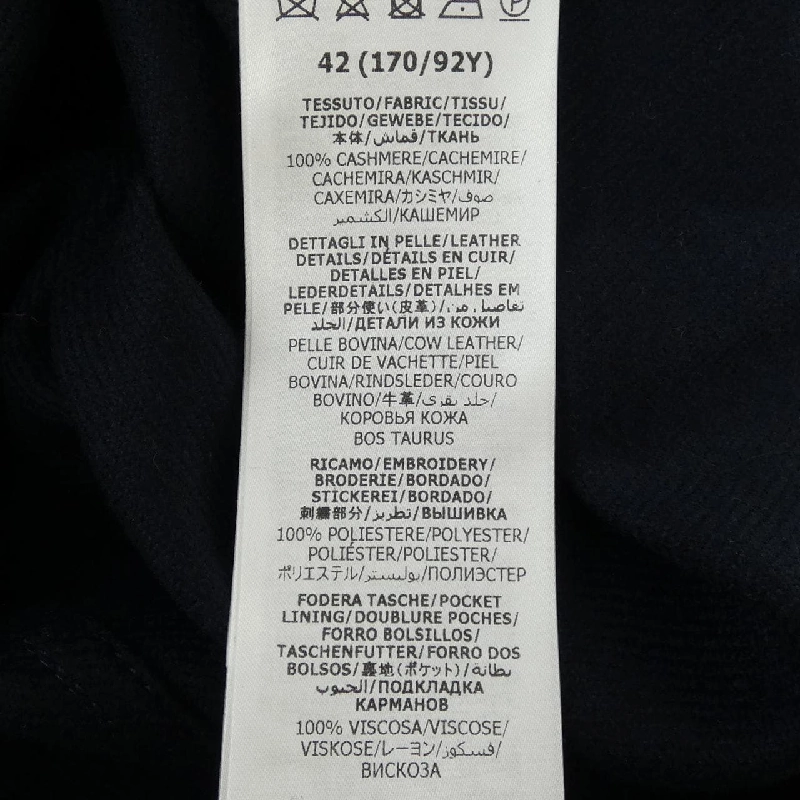 42 (170/92Y)
TESSUTO/FABRIC/TISSU/
TEJIDO/GEWEBE/TECIDO/
本体/قماش/ТКАНЬ
100% CASHMERE/CACHEMIRE/
CACHEMIRA/KASCHMIR/
CAXEMIRA/カシミヤ/صوف
الكشمير/КАШЕМИР
DETTAGLI IN PELLE/LEATHER
DETAILS/DÉTAILS EN CUIR/
DETALLES EN PIEL/
LEDERDETAILS/DETALHES EM
PELE/部分使い(皮革)/تفاصيل من
الجلد/ДЕТАЛИ ИЗ КОЖИ
PELLE BOVINA/COW LEATHER/
CUIR DE VACHETTE/PIEL
BOVINA/RINDSLEDER/COURO
BOVINO/牛革/جلد بقري/
КОРОВЬЯ КОЖА
BOS TAURUS
RICAMO/EMBROIDERY/
BRODERIE/BORDADO/
STICKEREI/BORDADO/
刺繍部分/تطريز/ВЫШИВКА
100% POLIESTERE/POLYESTER/
POLIÉSTER/POLIESTER/
ポリエステル/بوليستر/ПОЛИЭСТЕР
FODERA TASCHE/POCKET
LINING/DOUBLURE POCHES/
FORRO BOLSILLOS/
TASCHENFUTTER/FORRO DOS
BOLSOS/裏地(ポケット)/بطانة
الجيوب/ПОДКЛАДКА
КАРМАНОВ
100% VISCOSA/VISCOSE/
VISKOSE/レーヨン/فسكوز/
ВИСКОЗА